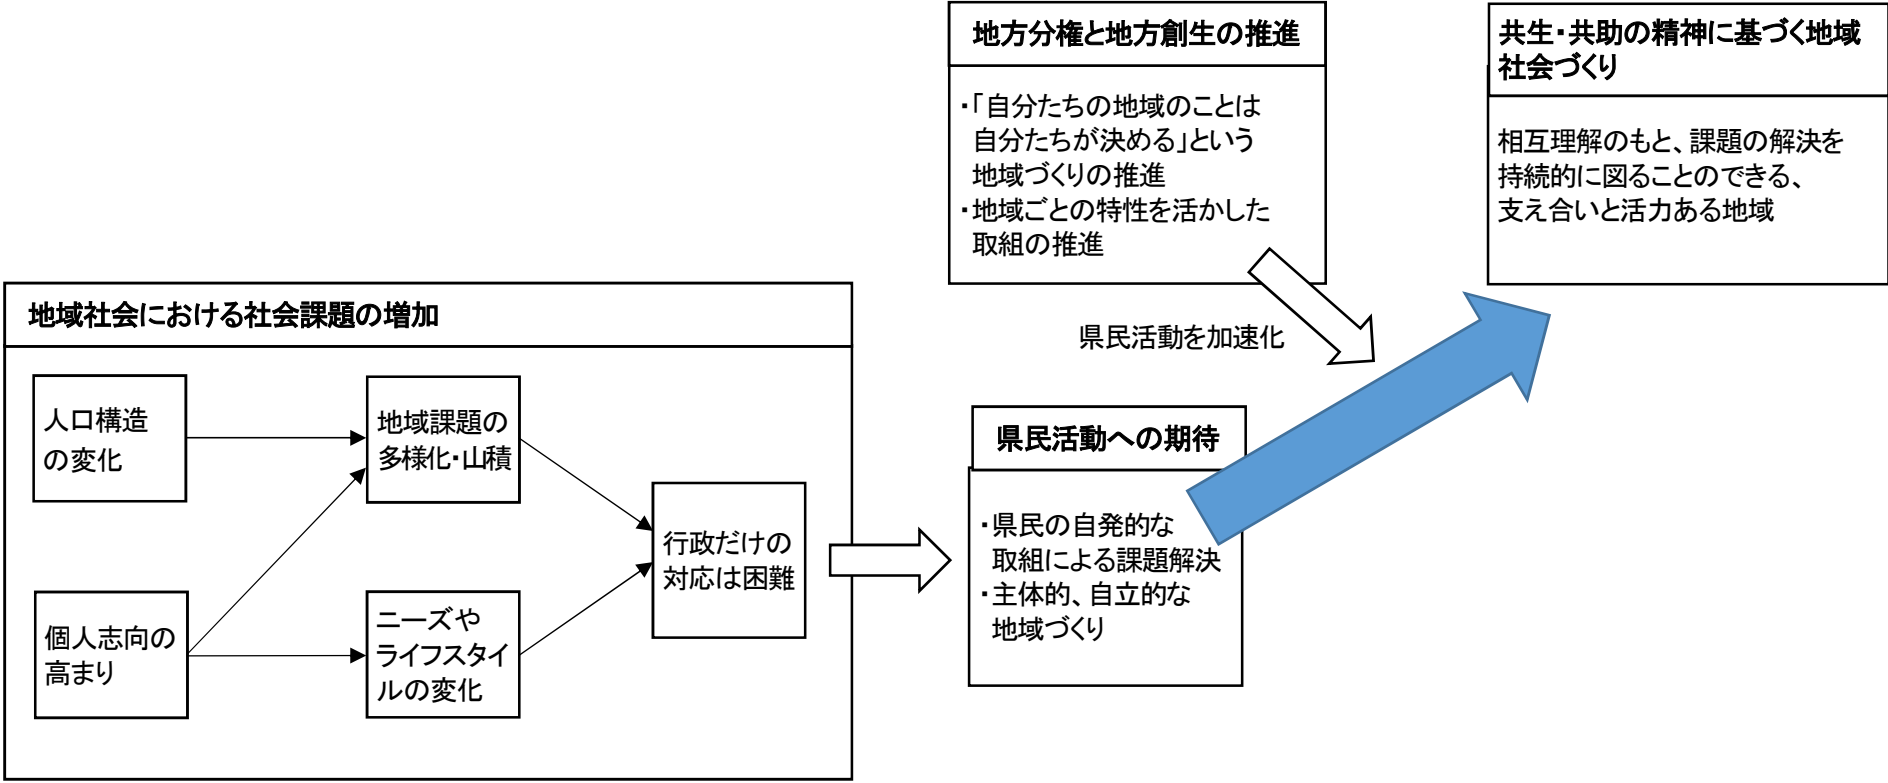 地方分権と地方創生の推進
・「自分たちの地域のことは
自分たちが決める」という
地域づくりの推進
・地域ごとの特性を活かした
取組の推進
共生・共助の精神に基づく地域
社会づくり
相互理解のもと、課題の解決を
持続的に図ることのできる、
支え合いと活力ある地域
地域社会における社会課題の増加
人口構造
の変化
地域課題の
多様化・山積
個人志向の
高まり
ニーズや
ライフスタイ
ルの変化
行政だけの
対応は困難
県民活動を加速化
県民活動への期待
・県民の自発的な
取組による課題解決
・主体的、自立的な
地域づくり